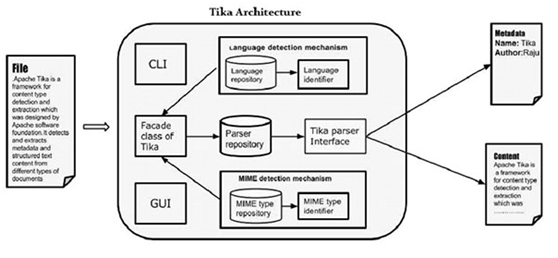 Tika Architecture
File
Apache Tika is a
framework for
content type
detection and
extraction which
was designed by
Apache software
foundation. It detects
and extracts
metadata and
structured text
content from
different types of
documents
CLI
Language detection mechanism
Language
repository
Language
identifier
Facade
class of
Tika
Parser
repository
Tika parser
Interface
GUI
MIME detection mechanism
MIME type
repository
MIME type
identifier
Metadata
Name: Tika
Author:Raju
Content
Apache Tika is
a framework for
content type
detection and
extraction
which was